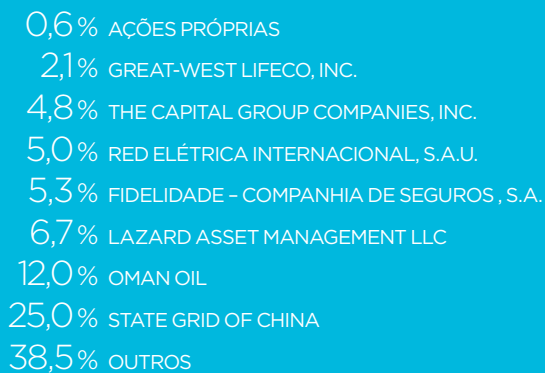 0,6% AÇÕES PRÓPRIAS
2,1% GREAT-WEST LIFECO, INC.
4,8% THE CAPITAL GROUP COMPANIES, INC.
5,0% RED ELÉTRICA INTERNACIONAL, S.A.U.
5,3% FIDELIDADE – COMPANHIA DE SEGUROS , S.A.
6,7% LAZARD ASSET MANAGEMENT LLC
12,0% OMAN OIL
25,0% STATE GRID OF CHINA
38,5% OUTROS